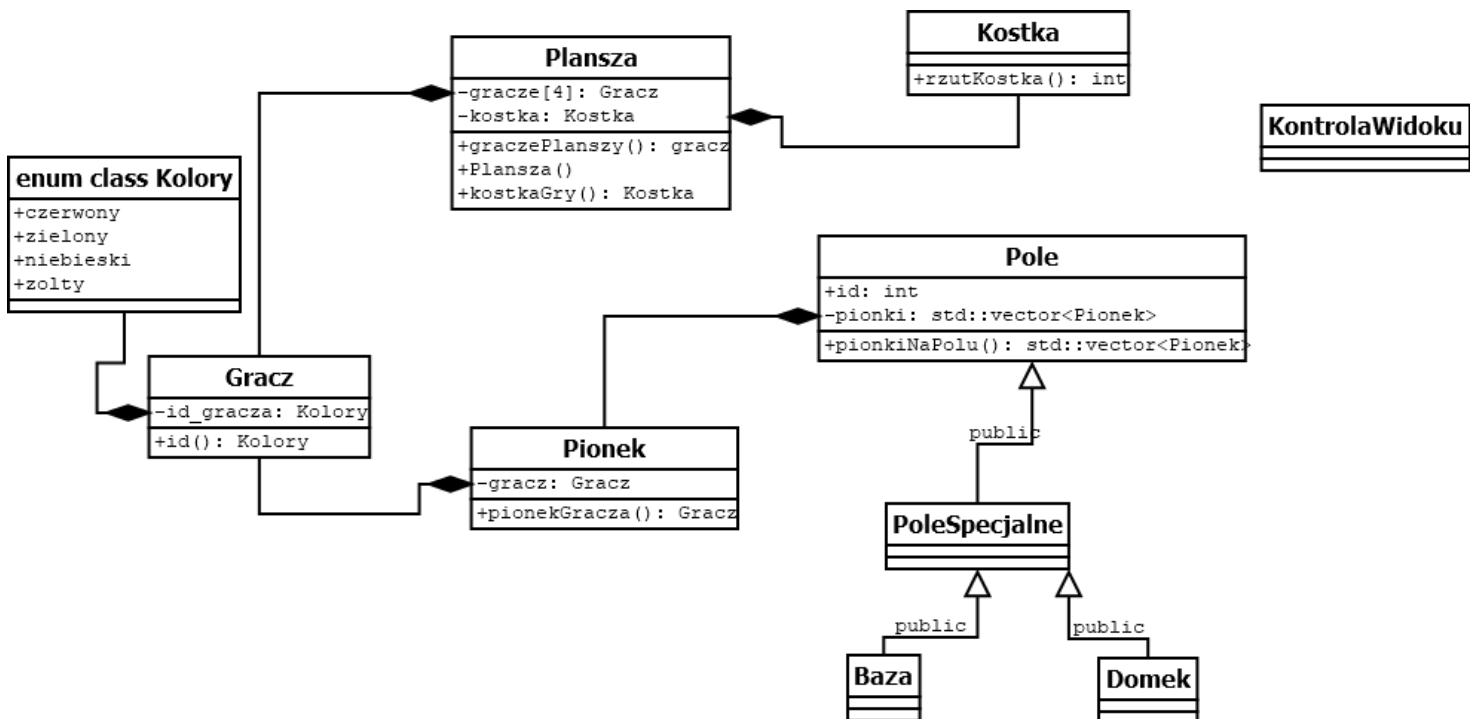 Kostka
+rzutKostka(): int
Plansza
-gracze[4]: Gracz
-kostka: Kostka
+graczePlanszy(): gracz
+Plansza()
+kostkaGry(): Kostka
KontrolaWidoku
enum class Kolory
+czerwony
+zielony
+niebieski
+zolty
Pole
+id: int
-pionki: std::vector<Pionek>
+pionkiNaPolu(): std::vector<Pionek>
Gracz
-id_gracza: Kolory
+id(): Kolory
Pionek
-gracz: Gracz
+pionekGracza(): Gracz
public
PoleSpecjalne
public
public
Baza
Domek